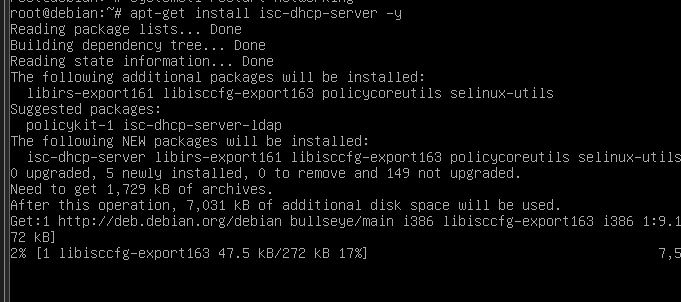 root@debian:~# systemctl restart networking
root@debian:~# apt-get install isc-dhcp-server -y
Reading package lists... Done
Building dependency tree... Done
Reading state information... Done
The following additional packages will be installed:
  libirs-export161 libisccfg-export163 policycoreutils selinux-utils
Suggested packages:
  policykit-1 isc-dhcp-server-ldap
The following NEW packages will be installed:
  isc-dhcp-server libirs-export161 libisccfg-export163 policycoreutils selinux-utils
0 upgraded, 5 newly installed, 0 to remove and 149 not upgraded.
Need to get 1,729 kB of archives.
After this operation, 7,031 kB of additional disk space will be used.
Get:1 http://deb.debian.org/debian bullseye/main i386 libisccfg-export163 i386 1:9.1
72 kB]
2% [1 libisccfg-export163 47.5 kB/272 kB 17%] 7,5